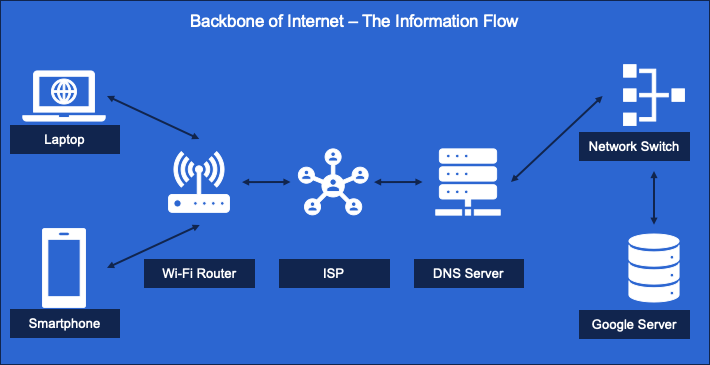 Backbone of Internet – The Information Flow
Laptop
Network Switch
Wi-Fi Router
ISP
DNS Server
Smartphone
Google Server